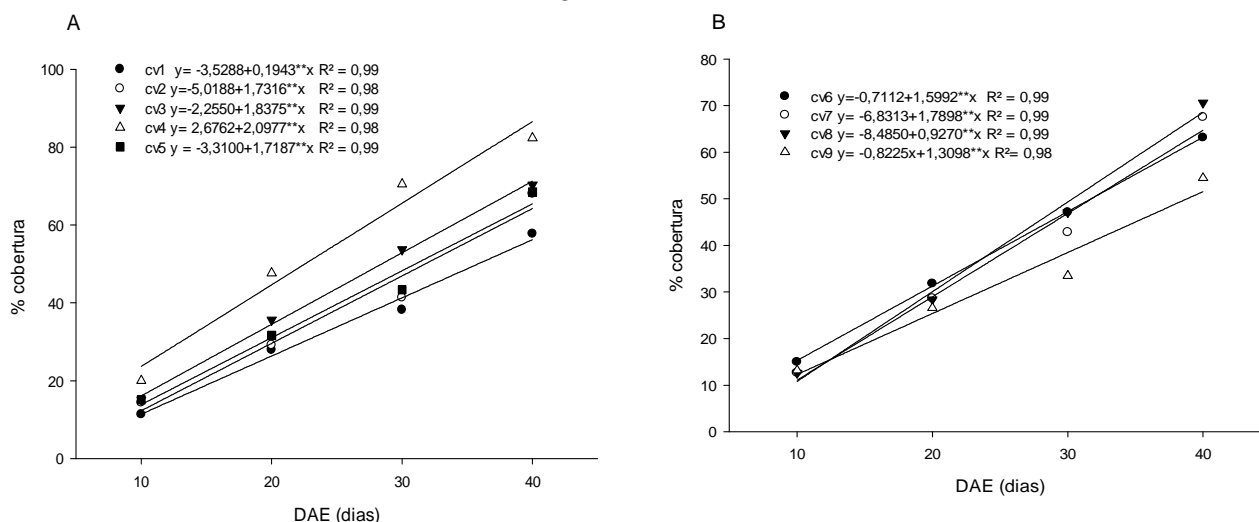 A
cv1 y= -3,5288+0,1943**x R² = 0,99
cv2 y=-5,0188+1,7316**x R² = 0,98
cv3 y=-2,2550+1,8375**x R² = 0,99
cv4 y= 2,6762+2,0977**x R² = 0,98
cv5 y = -3,3100+1,7187**x R² = 0,99
100
80
60
40
20
0
% cobertura
10 20 30 40
DAE (dias)
B
cv6 y=-0,7112+1,5992**x R² = 0,99
cv7 y=-6,8313+1,7898**x R² = 0,99
cv8 y=-8,4850+0,9270**x R² = 0,99
cv9 y= -0,8225x+1,3098**x R²= 0,98
80
70
60
50
40
30
20
10
0
% cobertura
10 20 30 40
DAE (dias)